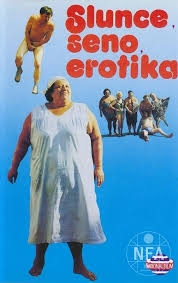 Slunce,
seno,
erotika
NFA